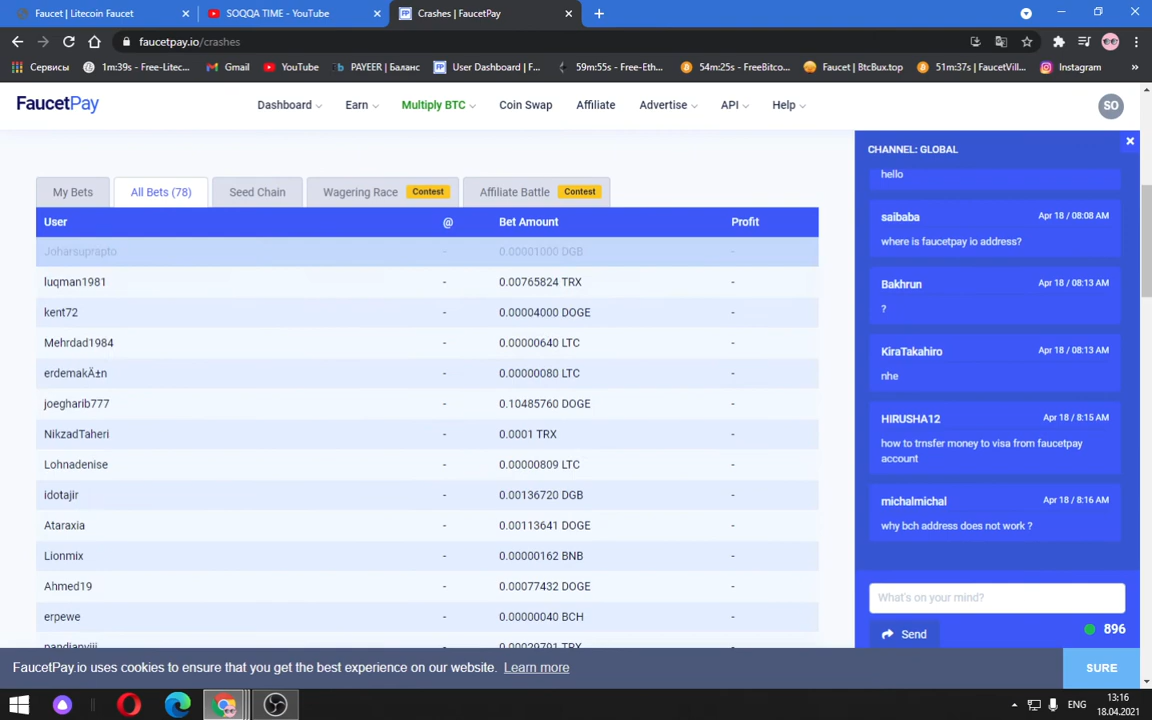 Faucet | Litecoin Faucet
SOQQA TIME - YouTube
Crashes | FaucetPay
faucetpay.io/crashes
Сервисы
1m39s - Free-Litec...
Gmail
YouTube
PAYEER | Баланс
User Dashboard | F...
59m:55s - Free-Eth...
54m:25s - FreeBitco...
Faucet | BtcBux.top
51m:37s | FaucetVill...
Instagram
»
FaucetPay
Dashboard
Earn
Multiply BTC
Coin Swap
Affiliate
Advertise
API
Help
SO
My Bets
All Bets (78)
Seed Chain
Wagering Race Contest
Affiliate Battle Contest
User @ Bet Amount Profit
Joharsuprapto - 0.00001000 DGB -
luqman1981 - 0.00765824 TRX -
kent72 - 0.00004000 DOGE -
Mehrdad1984 - 0.00000640 LTC -
erdemakÄ±n - 0.00000080 LTC -
joegharib777 - 0.10485760 DOGE -
NikzadTaheri - 0.0001 TRX -
Lohnadenise - 0.00000809 LTC -
idotajir - 0.00136720 DGB -
Ataraxia - 0.00113641 DOGE -
Lionmix - 0.00000162 BNB -
Ahmed19 - 0.00077432 DOGE -
erpewe - 0.00000040 BCH -
CHANNEL: GLOBAL
hello
saibaba Apr 18 / 08:08 AM
where is faucetpay io address?
Bakhrun Apr 18 / 08:13 AM
?
KiraTakahiro Apr 18 / 08:13 AM
nhe
HIRUSHA12 Apr 18 / 8:15 AM
how to trnsfer money to visa from faucetpay
account
michalmichal Apr 18 / 8:16 AM
why bch address does not work ?
What's on your mind?
Send
896
FaucetPay.io uses cookies to ensure that you get the best experience on our website. Learn more
SURE
ENG
13:16
18.04.2021